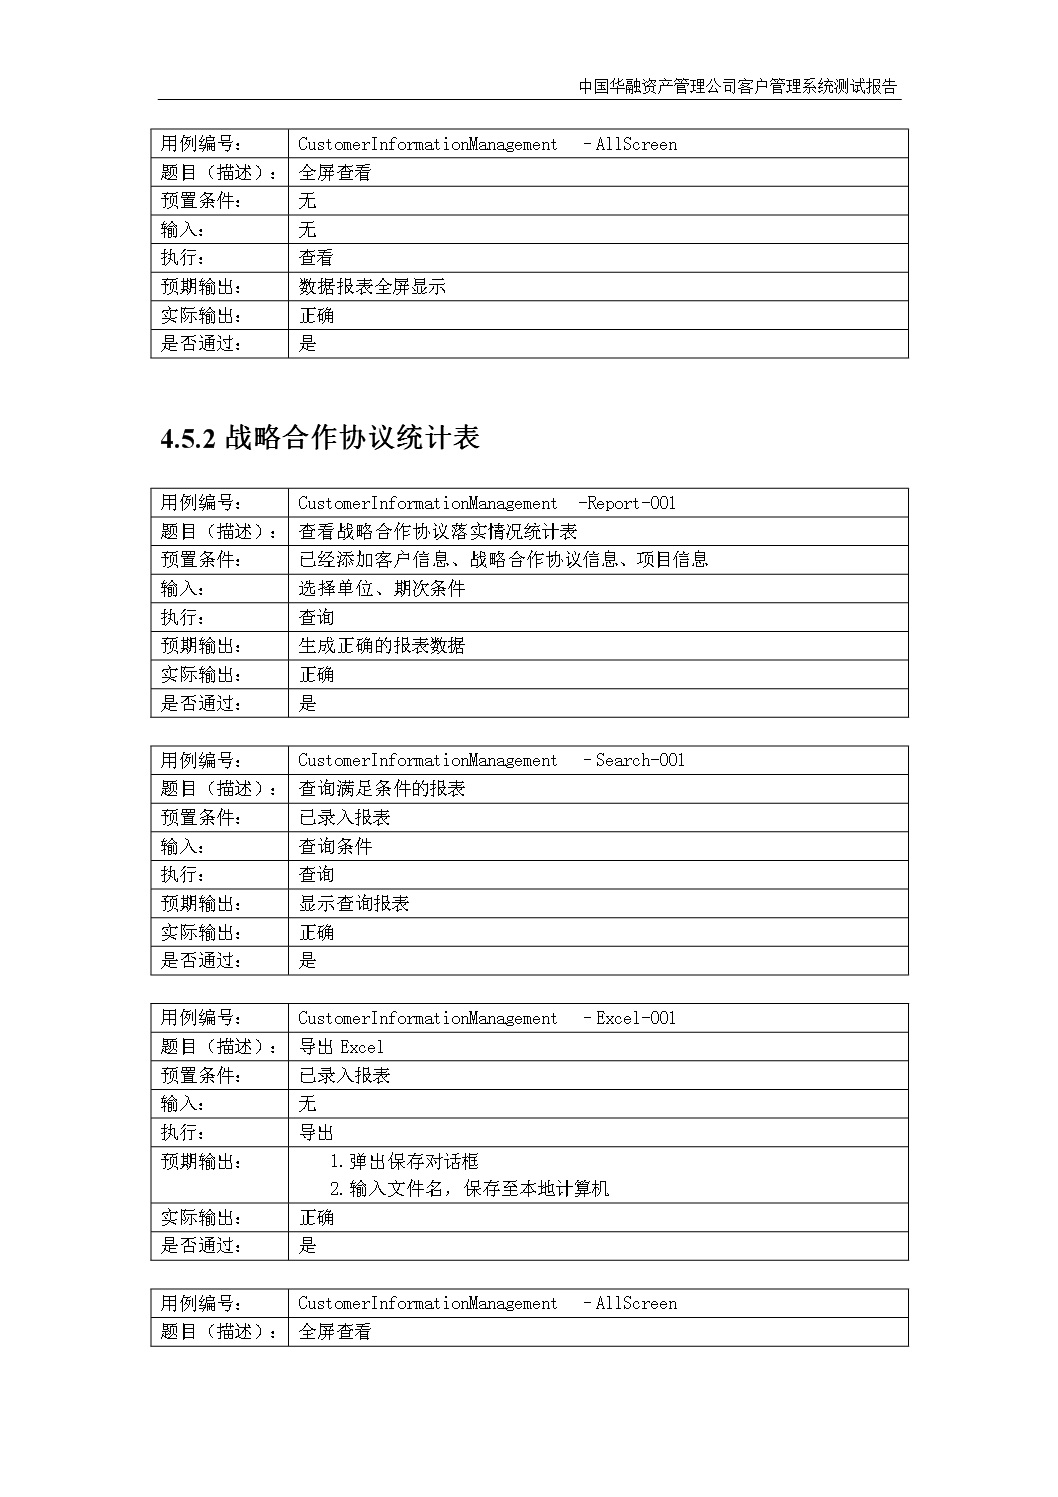 中国华融资产管理公司客户管理系统测试报告
用例编号： CustomerInformationManagement –AllScreen
题目（描述）： 全屏查看
预置条件： 无
输入： 无
执行： 查看
预期输出： 数据报表全屏显示
实际输出： 正确
是否通过： 是
4.5.2 战略合作协议统计表
用例编号： CustomerInformationManagement -Report-001
题目（描述）： 查看战略合作协议落实情况统计表
预置条件： 已经添加客户信息、战略合作协议信息、项目信息
输入： 选择单位、期次条件
执行： 查询
预期输出： 生成正确的报表数据
实际输出： 正确
是否通过： 是
用例编号： CustomerInformationManagement –Search-001
题目（描述）： 查询满足条件的报表
预置条件： 已录入报表
输入： 查询条件
执行： 查询
预期输出： 显示查询报表
实际输出： 正确
是否通过： 是
用例编号： CustomerInformationManagement –Excel-001
题目（描述）： 导出 Excel
预置条件： 已录入报表
输入： 无
执行： 导出
预期输出： 1.弹出保存对话框
2.输入文件名，保存至本地计算机
实际输出： 正确
是否通过： 是
用例编号： CustomerInformationManagement –AllScreen
题目（描述）： 全屏查看